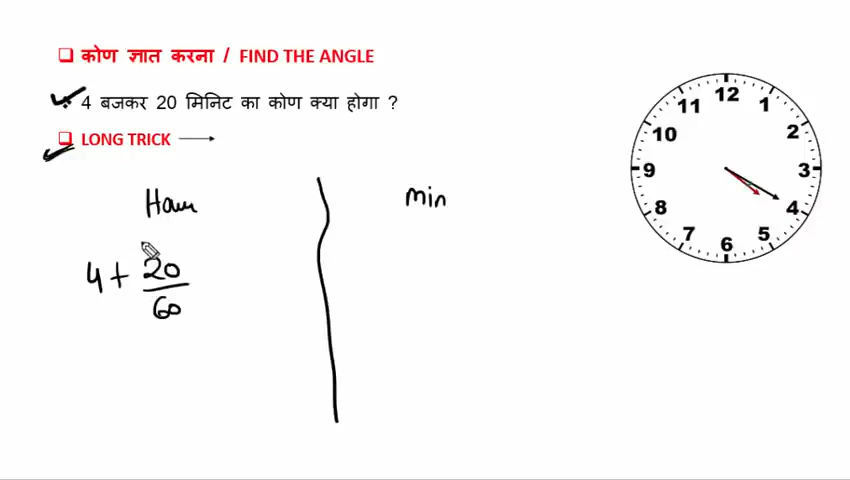 ❑ कोण ज्ञात करना / FIND THE ANGLE
4 बजकर 20 मिनिट का कोण क्या होगा ?
❑ LONG TRICK →
Hour
min
4 + 20
60
12
11 1
10 2
9 3
8 4
7 5
6